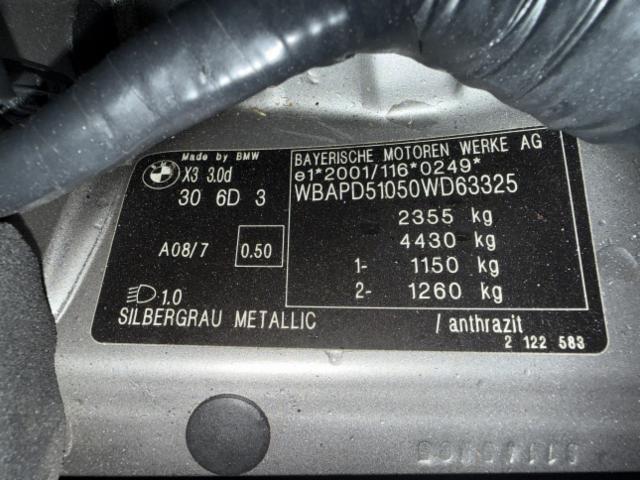 Made by BMW
X3 3.0d
30 6D 3
A08/7 0.50
1.0
SILBERGRAU METALLIC
BAYERISCHE MOTOREN WERKE AG
e1*2001/116*0249*
WBAPD51050WD63325
2355 kg
4430 kg
1- 1150 kg
2- 1260 kg
/ anthrazit
2 122 583